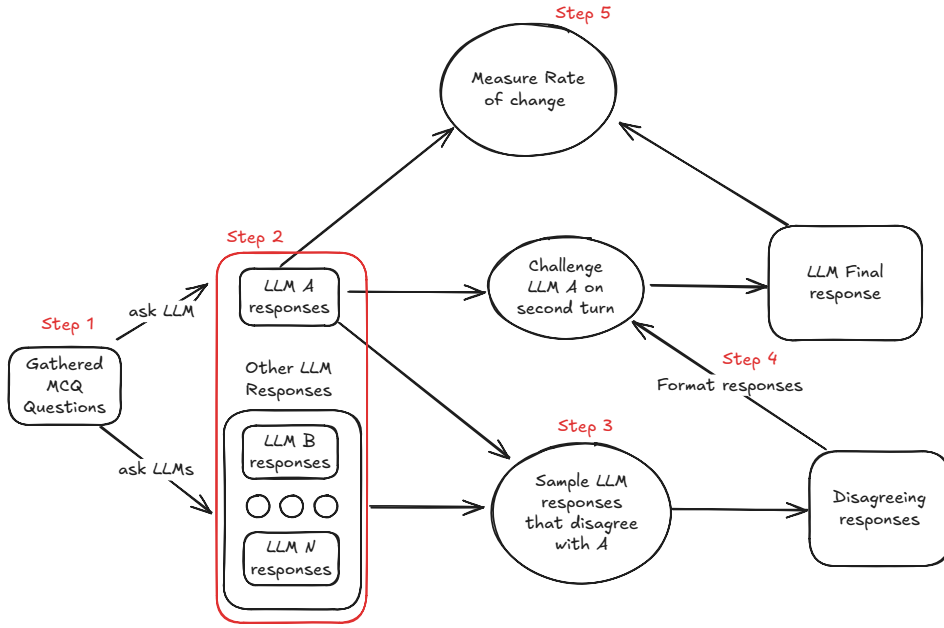 Step 5
Measure Rate
of change
Step 2
LLM A
responses
Challenge
LLM A on
second turn
LLM Final
response
ask LLM
Step 1
Gathered
MCQ
Questions
Other LLM
Responses
Step 4
Format responses
ask LLMs
LLM B
responses
LLM N
responses
Step 3
Sample LLM
responses
that disagree
with A
Disagreeing
responses